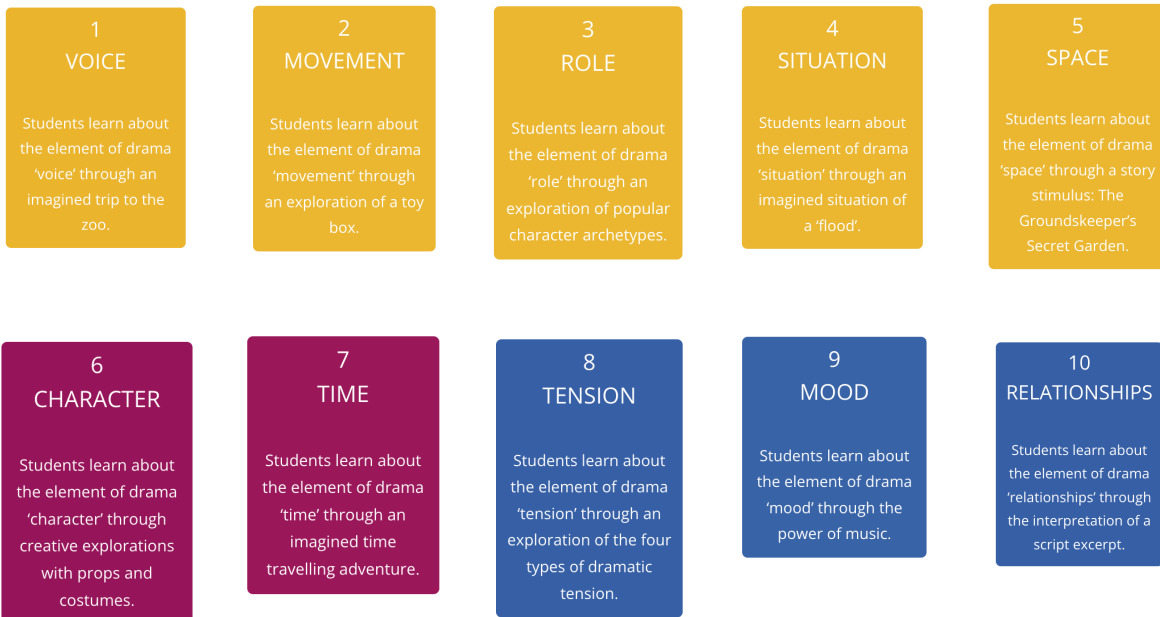 1
VOICE
Students learn about
the element of drama
‘voice’ through an
imagined trip to the
zoo.
2
MOVEMENT
Students learn about
the element of drama
‘movement’ through
an exploration of a toy
box.
3
ROLE
Students learn about
the element of drama
‘role’ through an
exploration of popular
character archetypes.
4
SITUATION
Students learn about
the element of drama
‘situation’ through an
imagined situation of
a ‘flood’.
5
SPACE
Students learn about
the element of drama
‘space’ through a story
stimulus: The
Groundskeeper’s
Secret Garden.
6
CHARACTER
Students learn about
the element of drama
‘character’ through
creative explorations
with props and
costumes.
7
TIME
Students learn about
the element of drama
‘time’ through an
imagined time
travelling adventure.
8
TENSION
Students learn about
the element of drama
‘tension’ through an
exploration of the four
types of dramatic
tension.
9
MOOD
Students learn about
the element of drama
‘mood’ through the
power of music.
10
RELATIONSHIPS
Students learn about
the element of drama
‘relationships’ through
the interpretation of a
script excerpt.